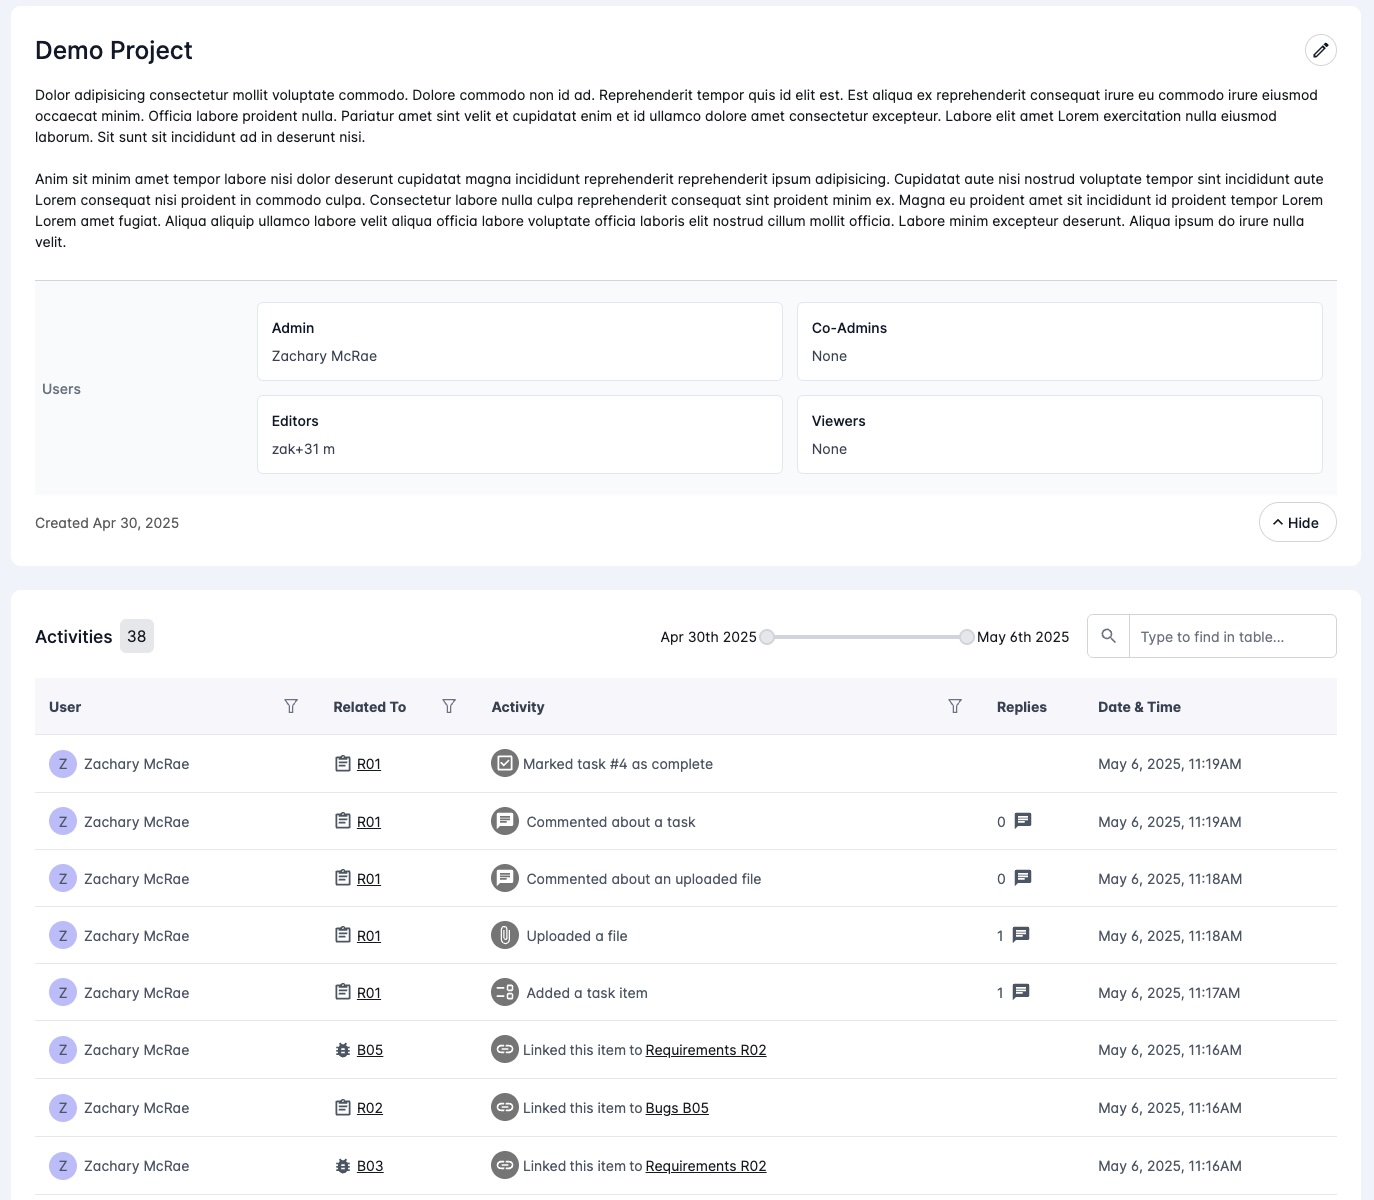 Demo Project
Dolor adipisicing consectetur mollit voluptate commodo. Dolore commodo non id ad. Reprehenderit tempor quis id elit est. Est aliqua ex reprehenderit consequat irure eu commodo irure eiusmod
occaecat minim. Officia labore proident nulla. Pariatur amet sint velit et cupidatat enim et id ullamco dolore amet consectetur excepteur. Labore elit amet Lorem exercitation nulla eiusmod
laborum. Sit sunt sit incididunt ad in deserunt nisi.
Anim sit minim amet tempor labore nisi dolor deserunt cupidatat magna incididunt reprehenderit reprehenderit ipsum adipisicing. Cupidatat aute nisi nostrud voluptate tempor sint incididunt aute
Lorem consequat nisi proident in commodo culpa. Consectetur labore nulla culpa reprehenderit consequat sint proident minim ex. Magna eu proident amet sit incididunt id proident tempor Lorem
Lorem amet fugiat. Aliqua aliquip ullamco labore velit aliqua officia labore voluptate officia laboris elit nostrud cillum mollit officia. Labore minim excepteur deserunt. Aliqua ipsum do irure nulla
velit.
Users
Admin
Zachary McRae
Co-Admins
None
Editors
zak+31 m
Viewers
None
Created Apr 30, 2025
Hide
Activities 38
Apr 30th 2025 May 6th 2025 Type to find in table...
User Related To Activity Replies Date & Time
Z Zachary McRae R01 Marked task #4 as complete May 6, 2025, 11:19AM
Z Zachary McRae R01 Commented about a task 0 May 6, 2025, 11:19AM
Z Zachary McRae R01 Commented about an uploaded file 0 May 6, 2025, 11:18AM
Z Zachary McRae R01 Uploaded a file 1 May 6, 2025, 11:18AM
Z Zachary McRae R01 Added a task item 1 May 6, 2025, 11:17AM
Z Zachary McRae B05 Linked this item to Requirements R02 May 6, 2025, 11:16AM
Z Zachary McRae R02 Linked this item to Bugs B05 May 6, 2025, 11:16AM
Z Zachary McRae B03 Linked this item to Requirements R02 May 6, 2025, 11:16AM